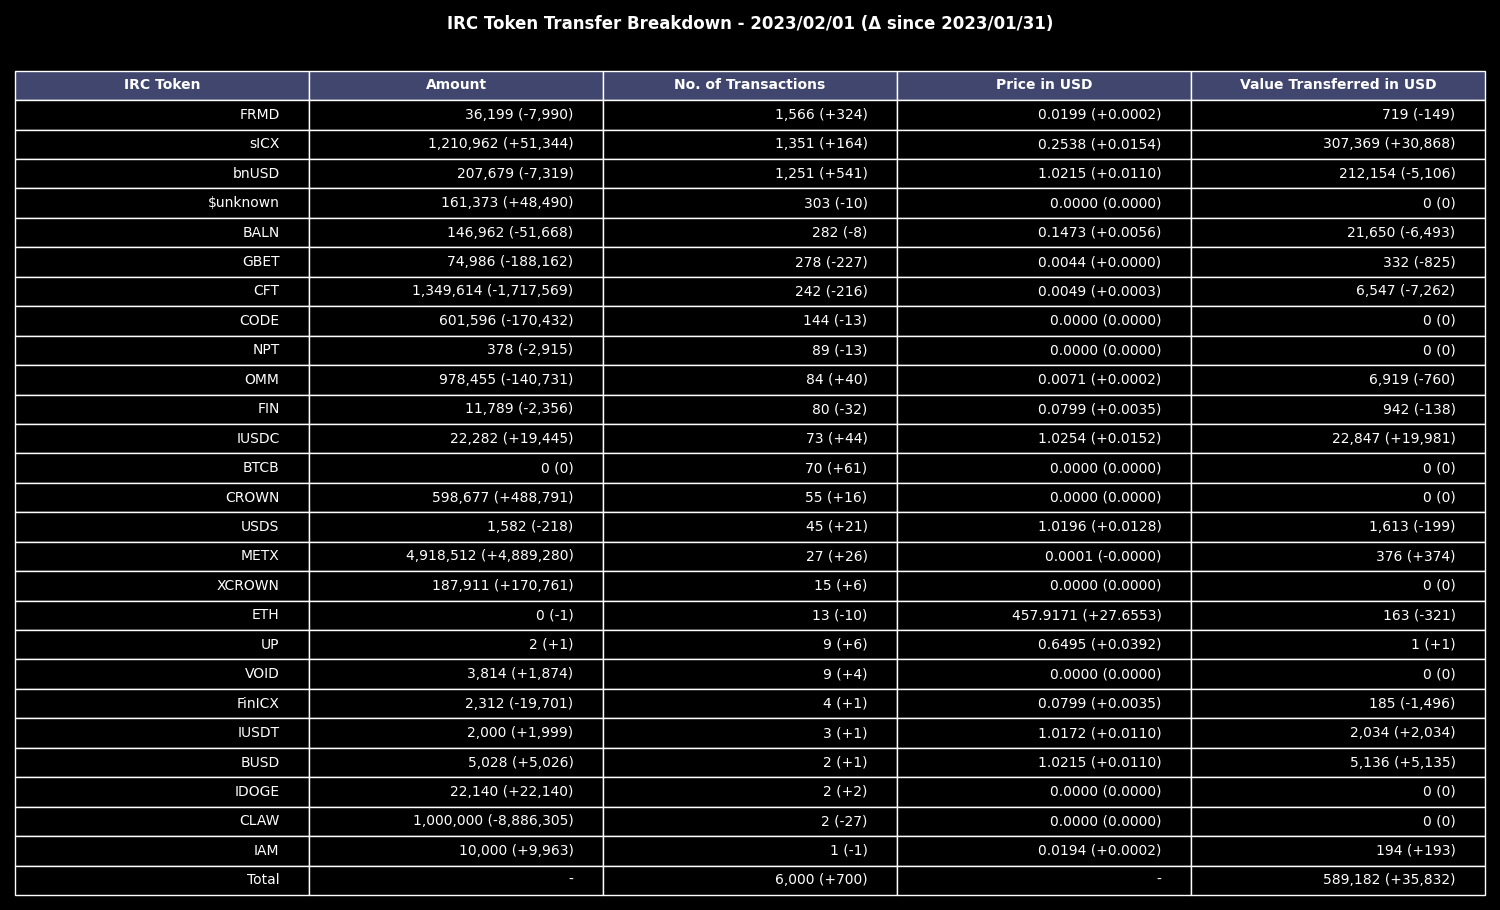 IRC Token Transfer Breakdown - 2023/02/01 (Δ since 2023/01/31)
IRC Token Amount No. of Transactions Price in USD Value Transferred in USD
FRMD 36,199 (-7,990) 1,566 (+324) 0.0199 (+0.0002) 719 (-149)
sICX 1,210,962 (+51,344) 1,351 (+164) 0.2538 (+0.0154) 307,369 (+30,868)
bnUSD 207,679 (-7,319) 1,251 (+541) 1.0215 (+0.0110) 212,154 (-5,106)
$unknown 161,373 (+48,490) 303 (-10) 0.0000 (0.0000) 0 (0)
BALN 146,962 (-51,668) 282 (-8) 0.1473 (+0.0056) 21,650 (-6,493)
GBET 74,986 (-188,162) 278 (-227) 0.0044 (+0.0000) 332 (-825)
CFT 1,349,614 (-1,717,569) 242 (-216) 0.0049 (+0.0003) 6,547 (-7,262)
CODE 601,596 (-170,432) 144 (-13) 0.0000 (0.0000) 0 (0)
NPT 378 (-2,915) 89 (-13) 0.0000 (0.0000) 0 (0)
OMM 978,455 (-140,731) 84 (+40) 0.0071 (+0.0002) 6,919 (-760)
FIN 11,789 (-2,356) 80 (-32) 0.0799 (+0.0035) 942 (-138)
IUSDC 22,282 (+19,445) 73 (+44) 1.0254 (+0.0152) 22,847 (+19,981)
BTCB 0 (0) 70 (+61) 0.0000 (0.0000) 0 (0)
CROWN 598,677 (+488,791) 55 (+16) 0.0000 (0.0000) 0 (0)
USDS 1,582 (-218) 45 (+21) 1.0196 (+0.0128) 1,613 (-199)
METX 4,918,512 (+4,889,280) 27 (+26) 0.0001 (-0.0000) 376 (+374)
XCROWN 187,911 (+170,761) 15 (+6) 0.0000 (0.0000) 0 (0)
ETH 0 (-1) 13 (-10) 457.9171 (+27.6553) 163 (-321)
UP 2 (+1) 9 (+6) 0.6495 (+0.0392) 1 (+1)
VOID 3,814 (+1,874) 9 (+4) 0.0000 (0.0000) 0 (0)
FinICX 2,312 (-19,701) 4 (+1) 0.0799 (+0.0035) 185 (-1,496)
IUSDT 2,000 (+1,999) 3 (+1) 1.0172 (+0.0110) 2,034 (+2,034)
BUSD 5,028 (+5,026) 2 (+1) 1.0215 (+0.0110) 5,136 (+5,135)
IDOGE 22,140 (+22,140) 2 (+2) 0.0000 (0.0000) 0 (0)
CLAW 1,000,000 (-8,886,305) 2 (-27) 0.0000 (0.0000) 0 (0)
IAM 10,000 (+9,963) 1 (-1) 0.0194 (+0.0002) 194 (+193)
Total - 6,000 (+700) - 589,182 (+35,832)